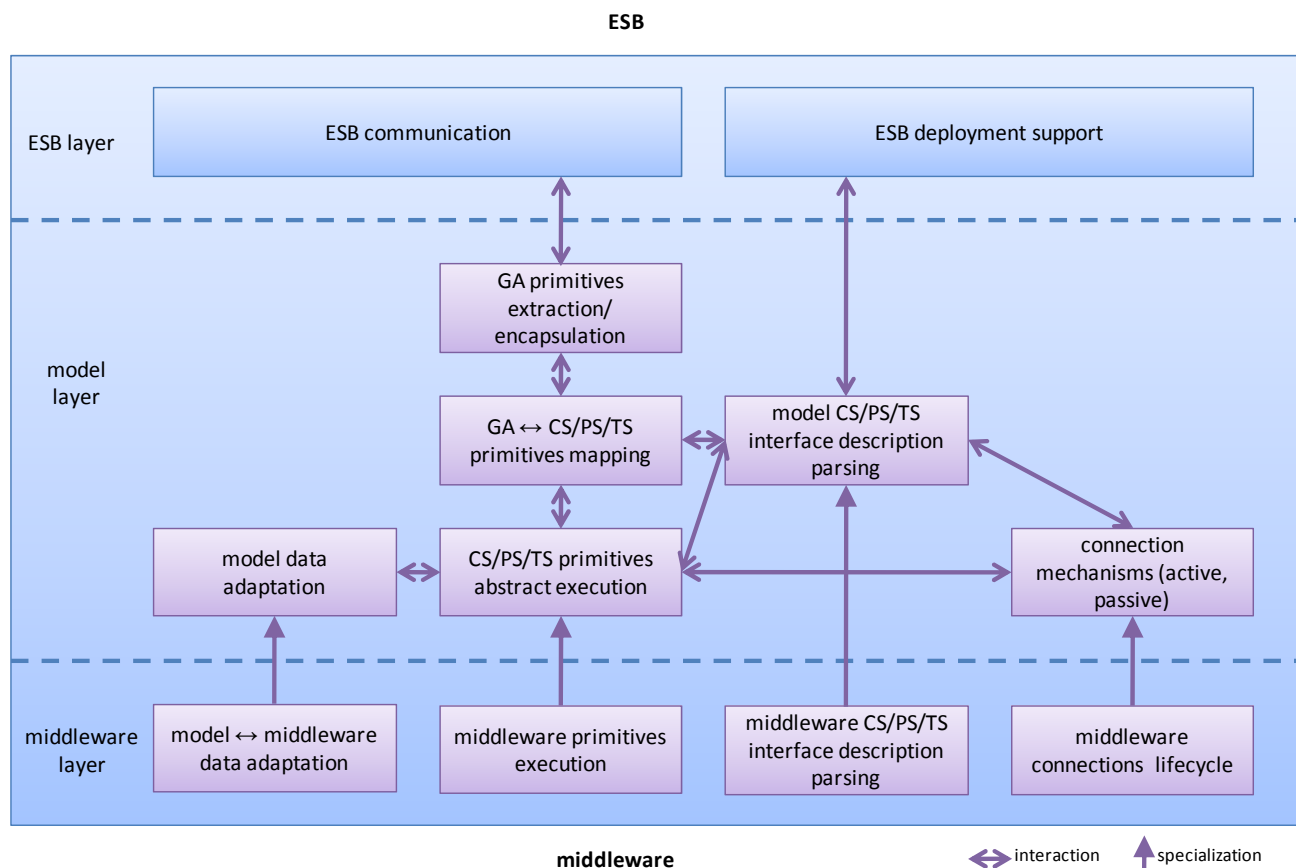 ESB
ESB layer
ESB communication
ESB deployment support
model
layer
GA primitives
extraction/
encapsulation
GA ↔ CS/PS/TS
primitives mapping
model CS/PS/TS
interface description
parsing
model data
adaptation
CS/PS/TS primitives
abstract execution
connection
mechanisms (active,
passive)
middleware
layer
model ↔ middleware
data adaptation
middleware primitives
execution
middleware CS/PS/TS
interface description
parsing
middleware
connections lifecycle
middleware
interaction
specialization